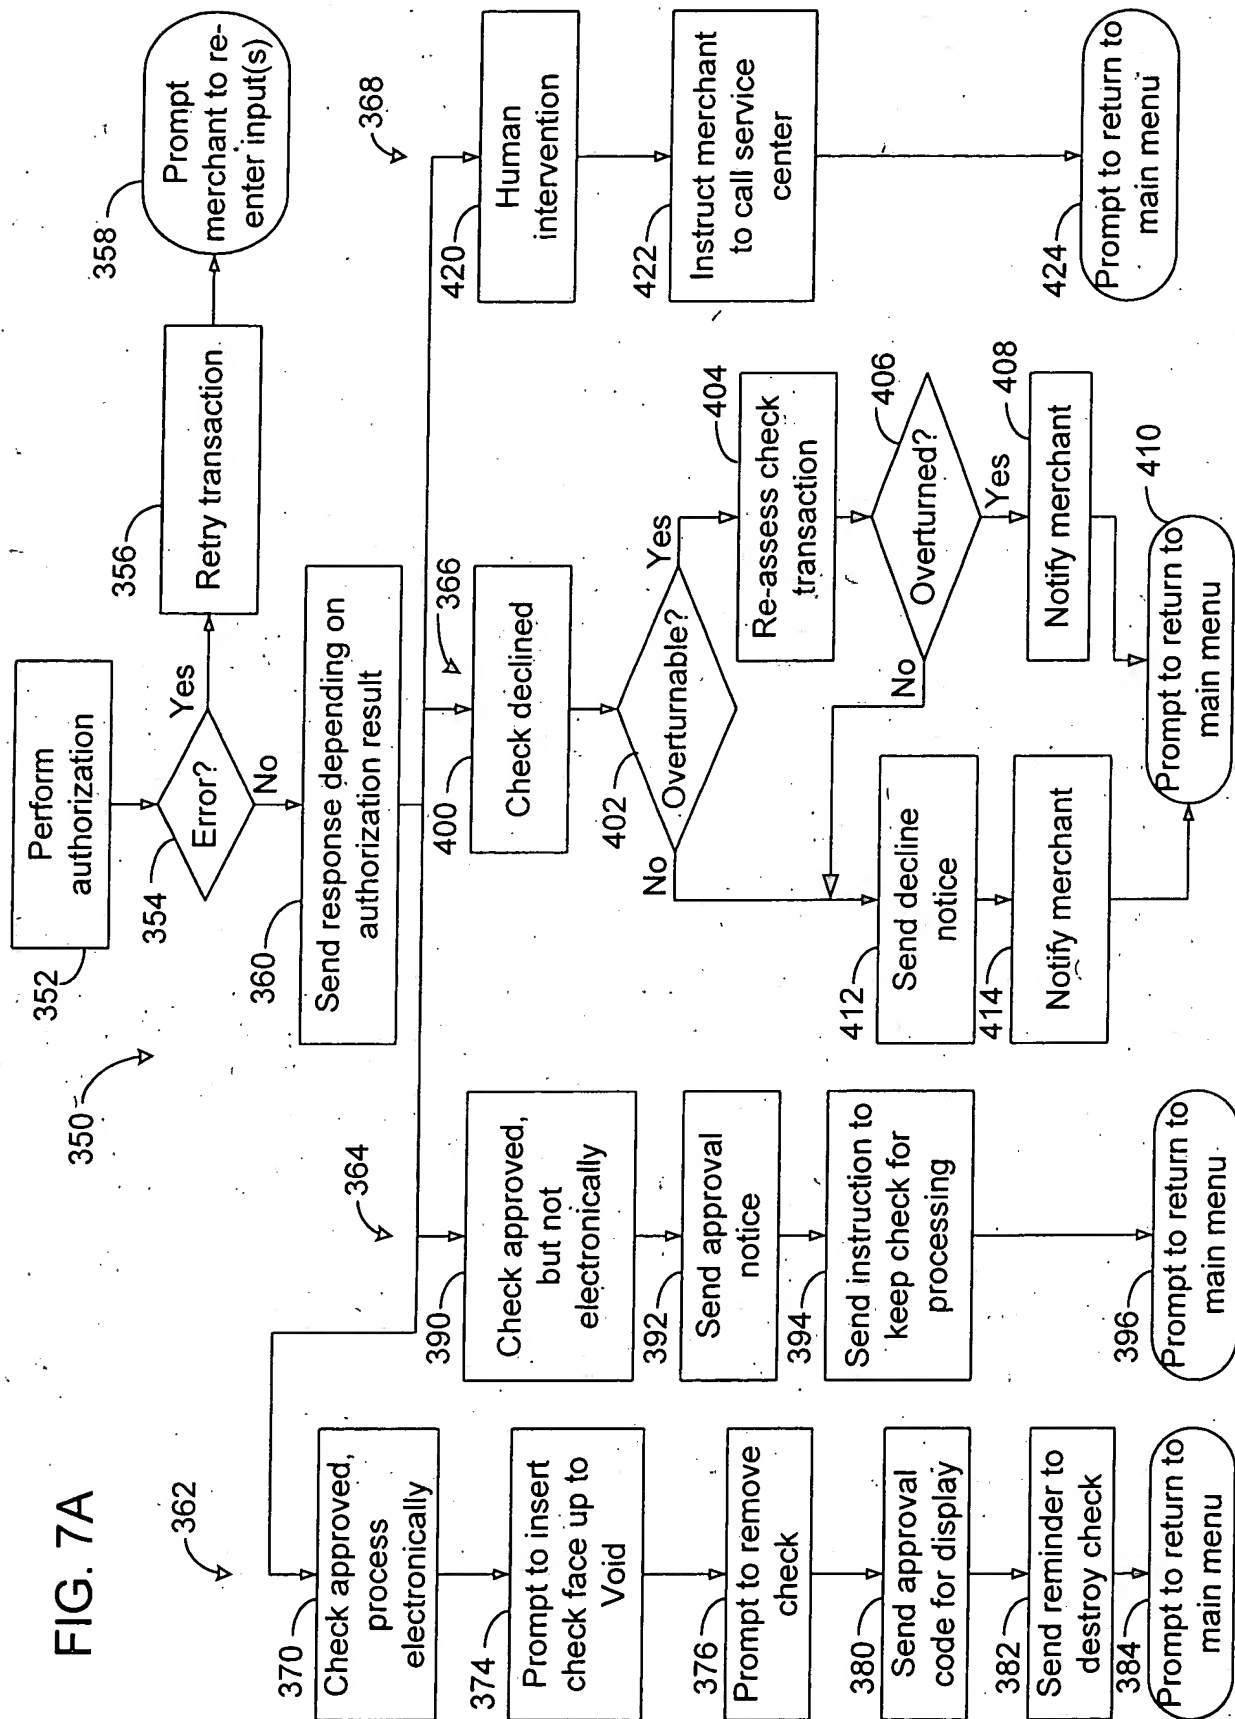 FIG. 7A
350
352
Perform
authorization
354
Error?
Yes
No
356
Retry transaction
358
Prompt
merchant to re-
enter input(s)
360
Send response depending on
authorization result
362
370
Check approved,
process
electronically
374
Prompt to insert
check face up to
Void
376
Prompt to remove
check
380
Send approval
code for display
382
Send reminder to
destroy check
384
Prompt to return to
main menu
364
390
Check approved,
but not
electronically
392
Send approval
notice
394
Send instruction to
keep check for
processing
396
Prompt to return to
main menu
366
400
Check declined
402
Overturnable?
No
Yes
404
Re-assess check
transaction
406
Overturned?
No
Yes
408
Notify merchant
410
Prompt to return to
main menu
412
Send decline
notice
414
Notify merchant
368
420
Human
intervention
422
Instruct merchant
to call service
center
424
Prompt to return to
main menu